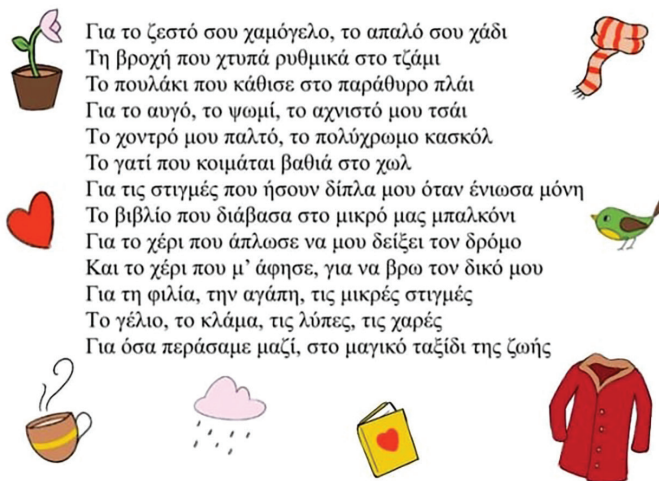 Για το ζεστό σου χαμόγελο, το απαλό σου χάδι
Τη βροχή που χτυπά ρυθμικά στο τζάμι
Το πουλάκι που κάθισε στο παράθυρο πλάι
Για το αυγό, το ψωμί, το αχνιστό μου τσάι
Το χοντρό μου παλτό, το πολύχρωμο κασκόλ
Το γατί που κοιμάται βαθιά στο χωλ
Για τις στιγμές που ήσουν δίπλα μου όταν ένιωσα μόνη
Το βιβλίο που διάβασα στο μικρό μας μπαλκόνι
Για το χέρι που άπλωσε να μου δείξει τον δρόμο
Και το χέρι που μ’ άφησε, για να βρω τον δικό μου
Για τη φιλία, την αγάπη, τις μικρές στιγμές
Το γέλιο, το κλάμα, τις λύπες, τις χαρές
Για όσα περάσαμε μαζί, στο μαγικό ταξίδι της ζωής